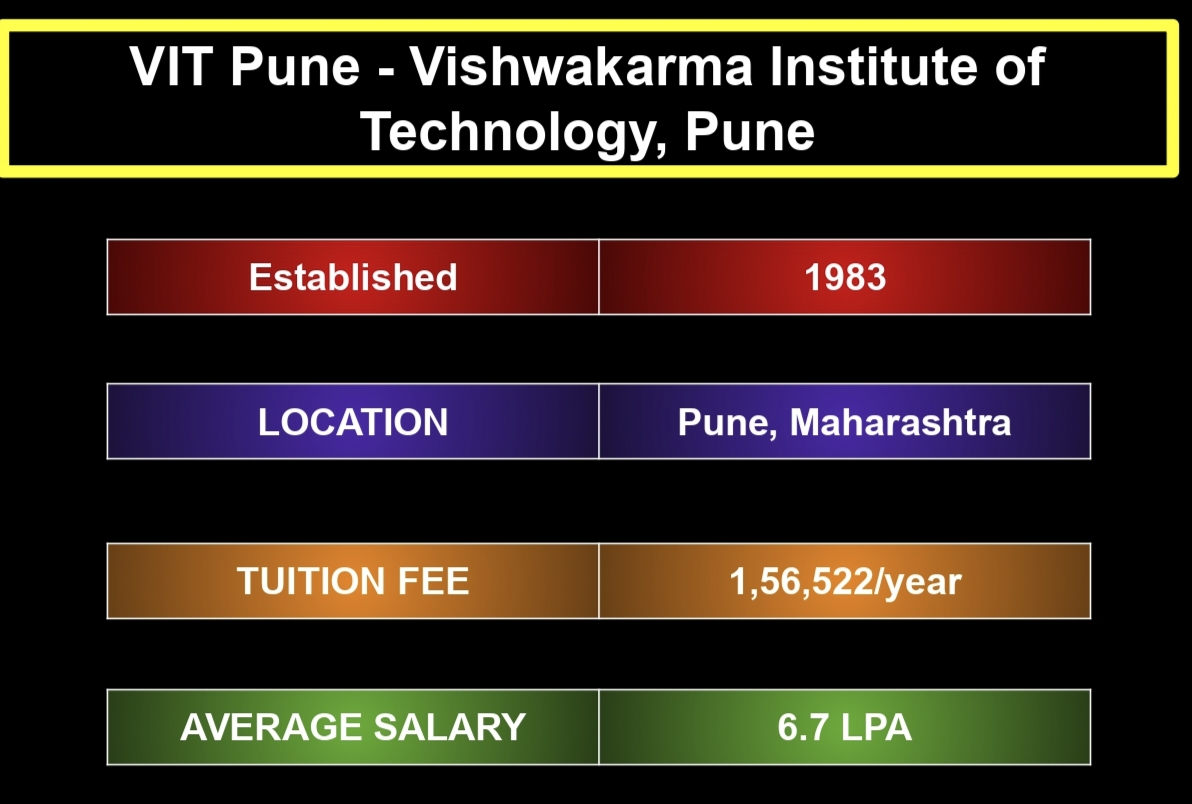 VIT Pune - Vishwakarma Institute of
Technology, Pune
Established 1983
LOCATION Pune, Maharashtra
TUITION FEE 1,56,522/year
AVERAGE SALARY 6.7 LPA